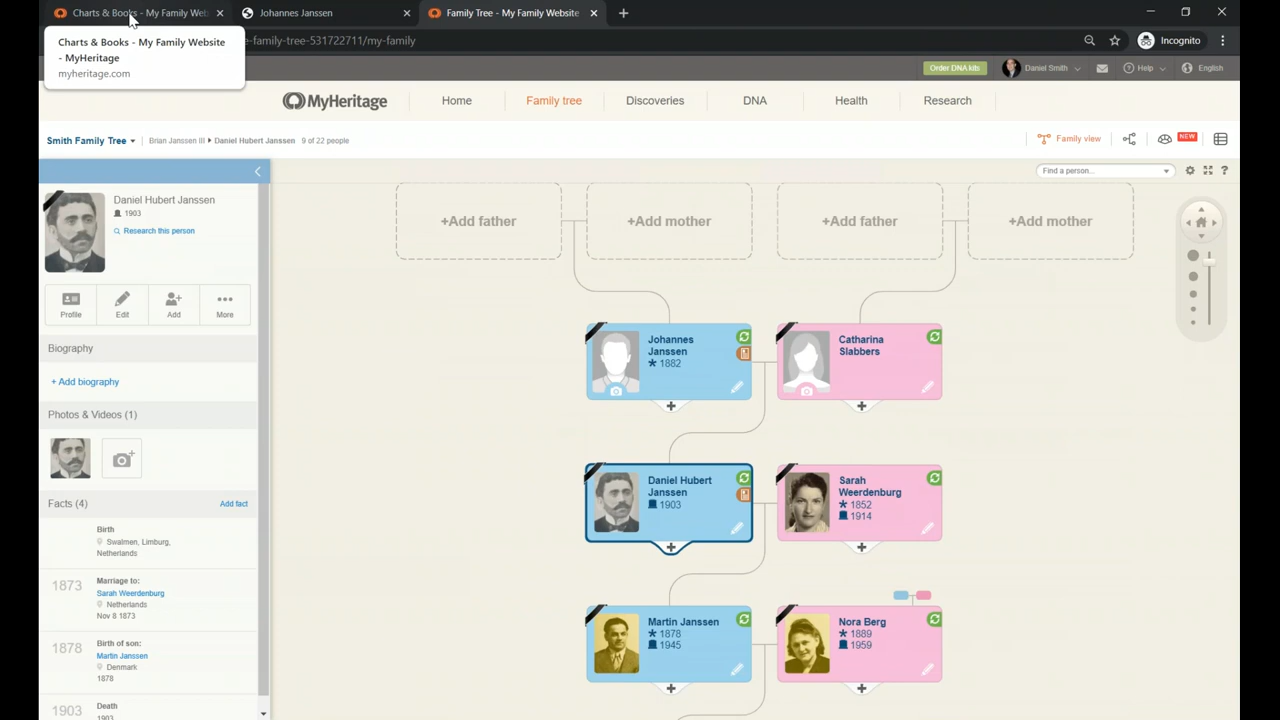 Charts & Books - My Family Web
Johannes Janssen
Family Tree - My Family Website
Charts & Books - My Family Website
- MyHeritage
myheritage.com
e-family-tree-531722711/my-family
Incognito
Order DNA kits
Daniel Smith
Help
English
MyHeritage
Home
Family tree
Discoveries
DNA
Health
Research
Smith Family Tree
Brian Janssen III
Daniel Hubert Janssen
9 of 22 people
Family view
NEW
Find a person...
?
Daniel Hubert Janssen
1903
Research this person
Profile
Edit
Add
More
Biography
+ Add biography
Photos & Videos (1)
Facts (4)
Add fact
Birth
Swalmen, Limburg,
Netherlands
1873
Marriage to:
Sarah Weerdenburg
Netherlands
Nov 8 1873
1878
Birth of son:
Martin Janssen
Denmark
1878
1903
Death
1903
+Add father
+Add mother
+Add father
+Add mother
Johannes
Janssen
1882
Catharina
Slabbers
Daniel Hubert
Janssen
1903
Sarah
Weerdenburg
1852
1914
Martin Janssen
1878
1945
Nora Berg
1889
1959